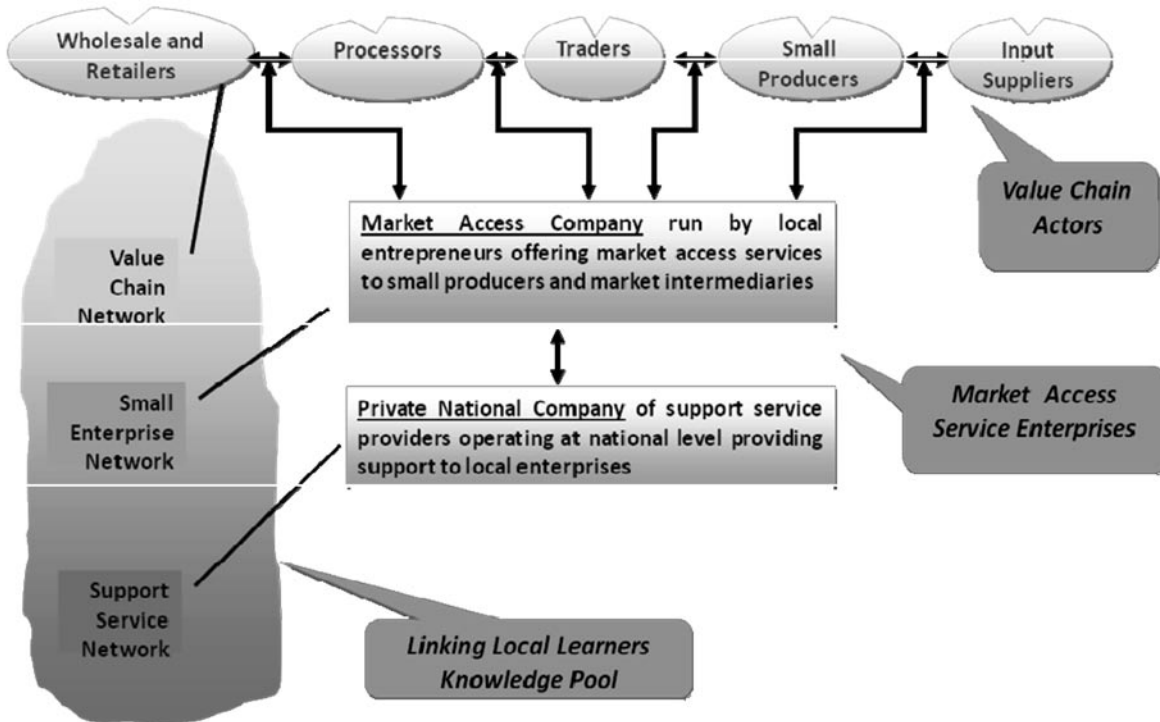 Wholesale and
Retailers
Processors
Traders
Small
Producers
Input
Suppliers
Value Chain
Actors
Market Access Company run by local
entrepreneurs offering market access services
to small producers and market intermediaries
Value
Chain
Network
Market Access
Service Enterprises
Small
Enterprise
Network
Private National Company of support service
providers operating at national level providing
support to local enterprises
Support
Service
Network
Linking Local Learners
Knowledge Pool